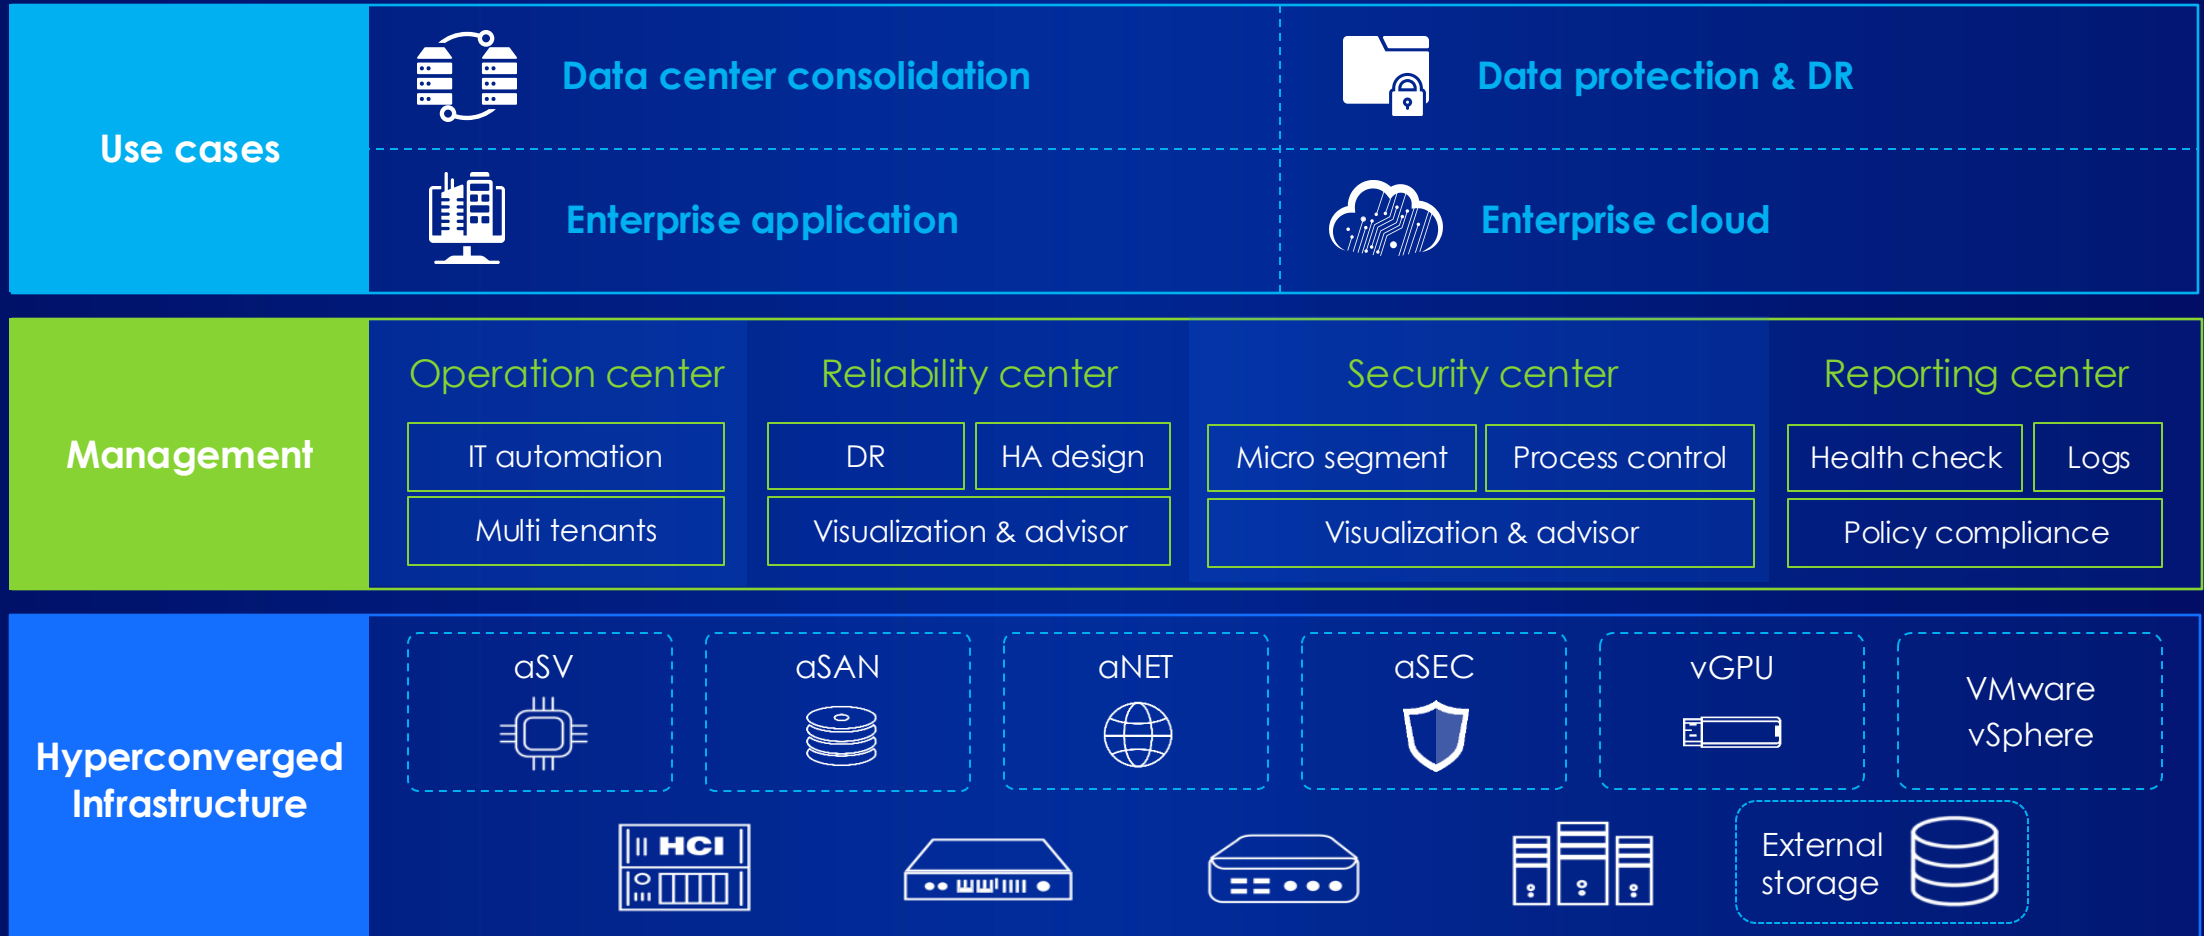 Use cases
Data center consolidation
Data protection & DR
Enterprise application
Enterprise cloud
Management
Operation center
IT automation
Multi tenants
Reliability center
DR
HA design
Visualization & advisor
Security center
Micro segment
Process control
Visualization & advisor
Reporting center
Health check
Logs
Policy compliance
Hyperconverged
Infrastructure
aSV
aSAN
aNET
aSEC
vGPU
VMware
vSphere
HCI
External
storage